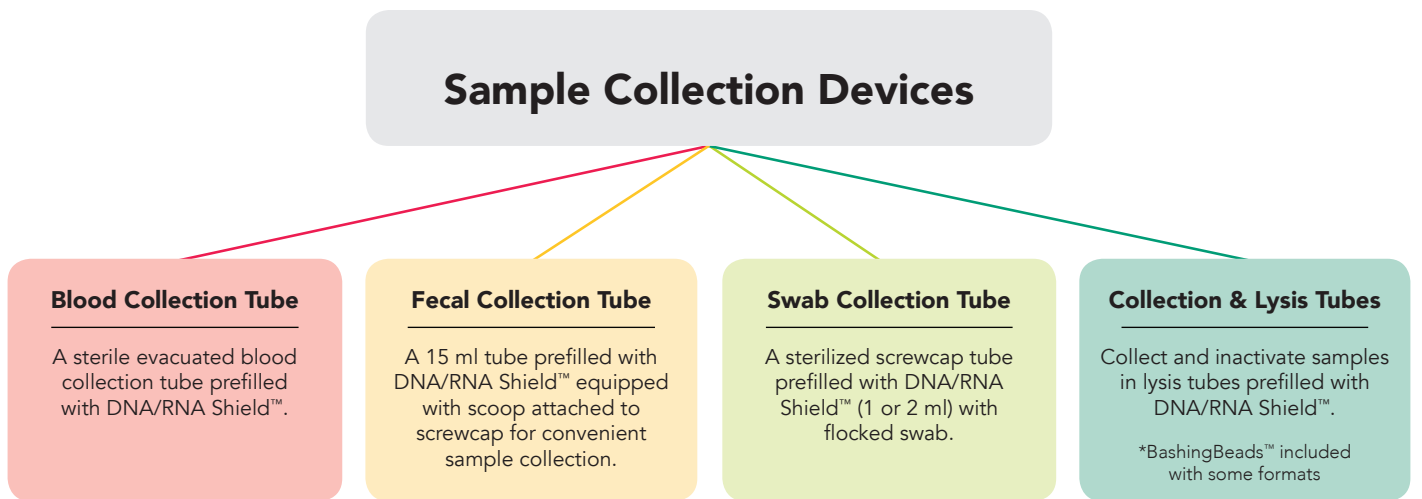 Sample Collection Devices
Blood Collection Tube
A sterile evacuated blood
collection tube prefilled
with DNA/RNA Shield™.
Fecal Collection Tube
A 15 ml tube prefilled with
DNA/RNA Shield™ equipped
with scoop attached to
screwcap for convenient
sample collection.
Swab Collection Tube
A sterilized screwcap tube
prefilled with DNA/RNA
Shield™ (1 or 2 ml) with
flocked swab.
Collection & Lysis Tubes
Collect and inactivate samples
in lysis tubes prefilled with
DNA/RNA Shield™.
*BashingBeads™ included
with some formats